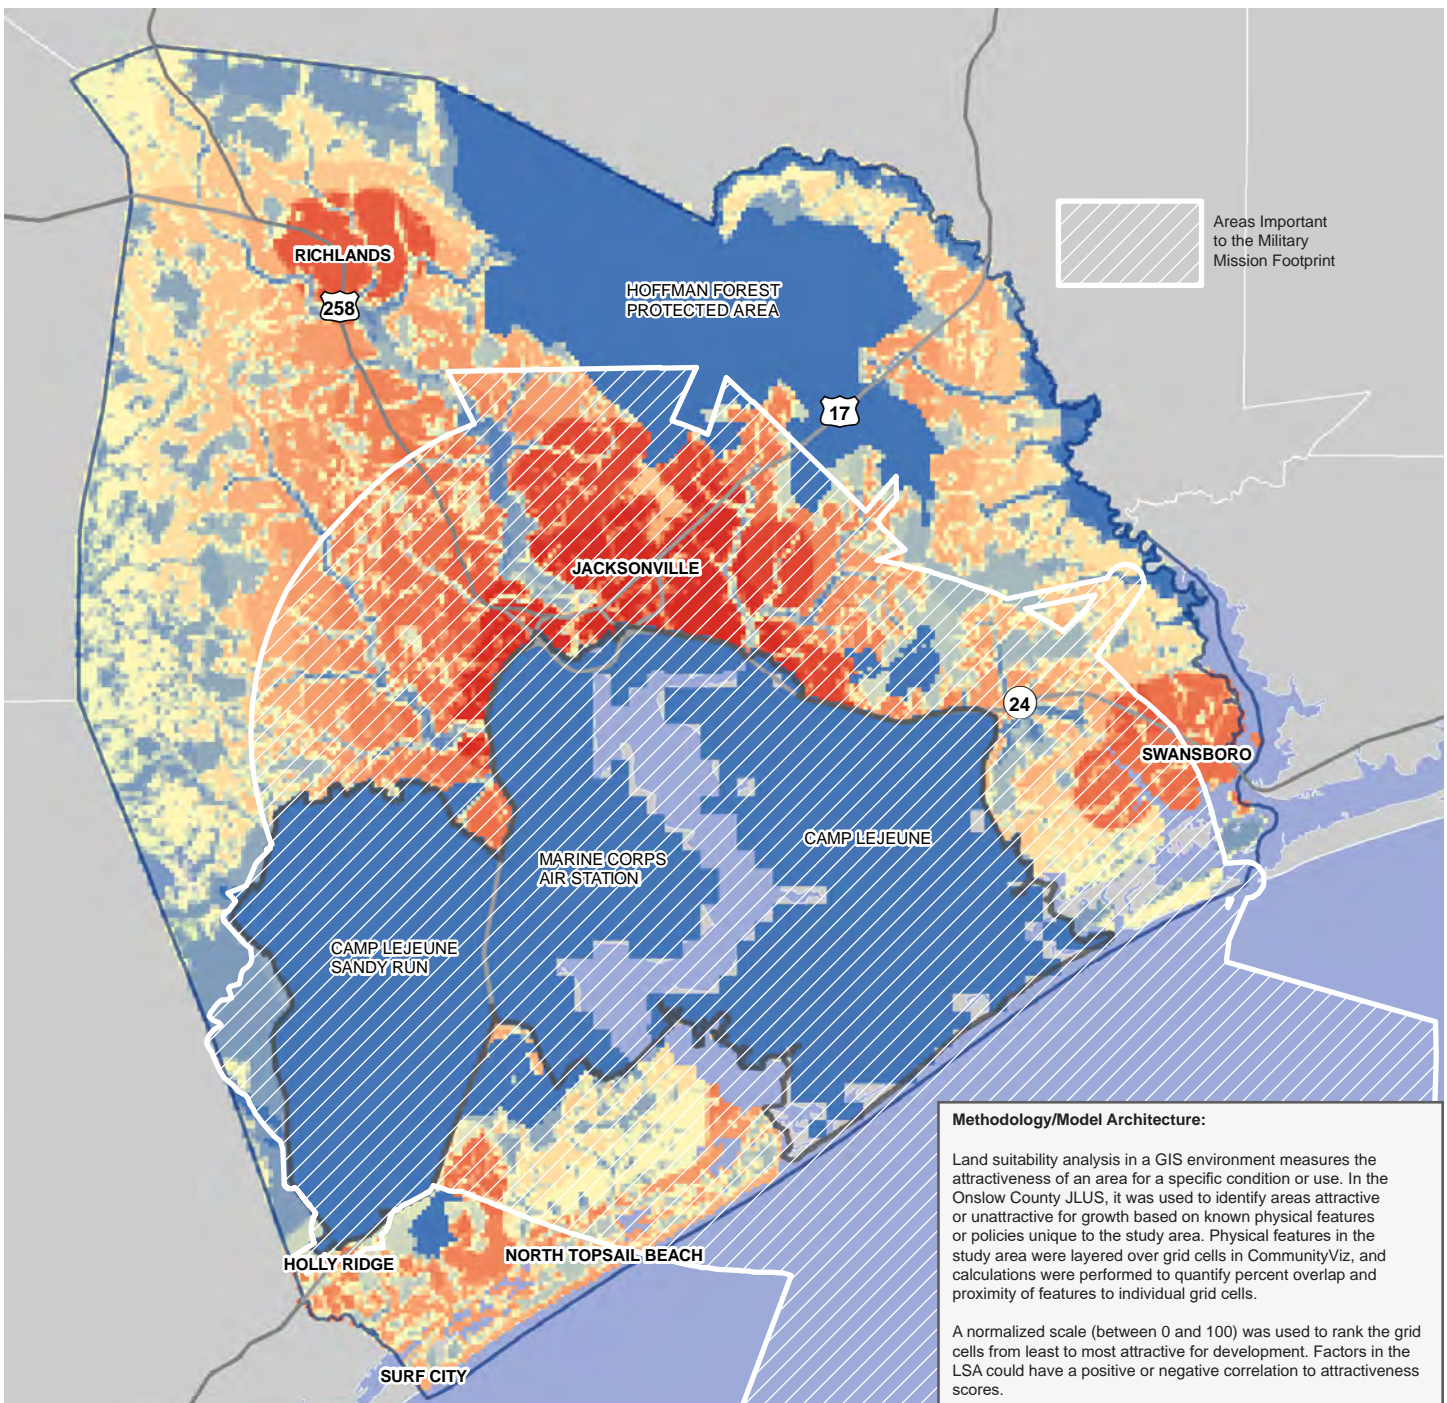 Areas Important
to the Military
Mission Footprint
RICHLANDS
258
HOFFMAN FOREST
PROTECTED AREA
17
JACKSONVILLE
24
SWANSBORO
CAMP LEJEUNE
MARINE CORPS
AIR STATION
CAMP LEJEUNE
SANDY RUN
HOLLY RIDGE
NORTH TOPSAIL BEACH
SURF CITY
Methodology/Model Architecture:
Land suitability analysis in a GIS environment measures the
attractiveness of an area for a specific condition or use. In the
Onslow County JLUS, it was used to identify areas attractive
or unattractive for growth based on known physical features
or policies unique to the study area. Physical features in the
study area were layered over grid cells in CommunityViz, and
calculations were performed to quantify percent overlap and
proximity of features to individual grid cells.
A normalized scale (between 0 and 100) was used to rank the grid
cells from least to most attractive for development. Factors in the
LSA could have a positive or negative correlation to attractiveness
scores.